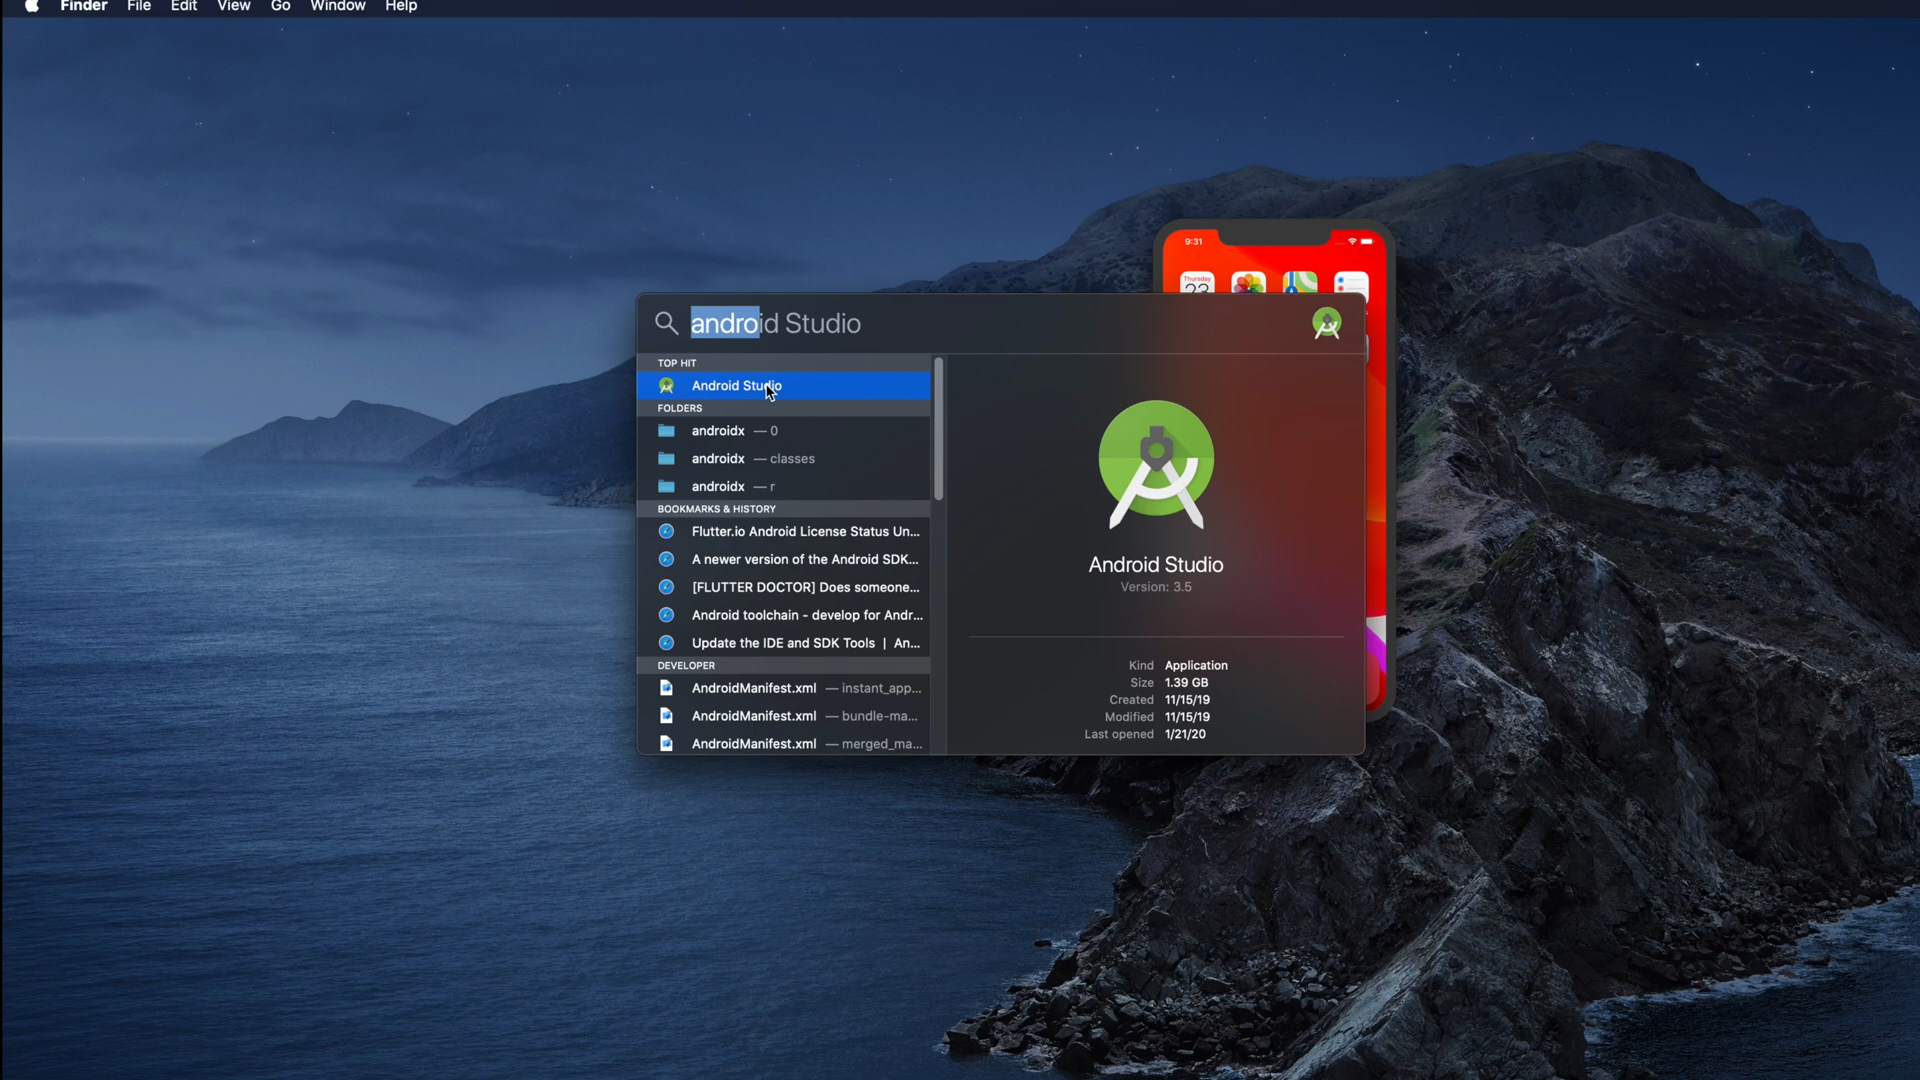 Finder File Edit View Go Window Help
9:31
Thursday
23
android Studio
TOP HIT
Android Studio
FOLDERS
androidx — 0
androidx — classes
androidx — r
BOOKMARKS & HISTORY
Flutter.io Android License Status Un...
A newer version of the Android SDK...
[FLUTTER DOCTOR] Does someone...
Android toolchain - develop for Andr...
Update the IDE and SDK Tools | An...
DEVELOPER
AndroidManifest.xml — instant_app...
AndroidManifest.xml — bundle-ma...
AndroidManifest.xml — merged_ma...
Android Studio
Version: 3.5
Kind Application
Size 1.39 GB
Created 11/15/19
Modified 11/15/19
Last opened 1/21/20